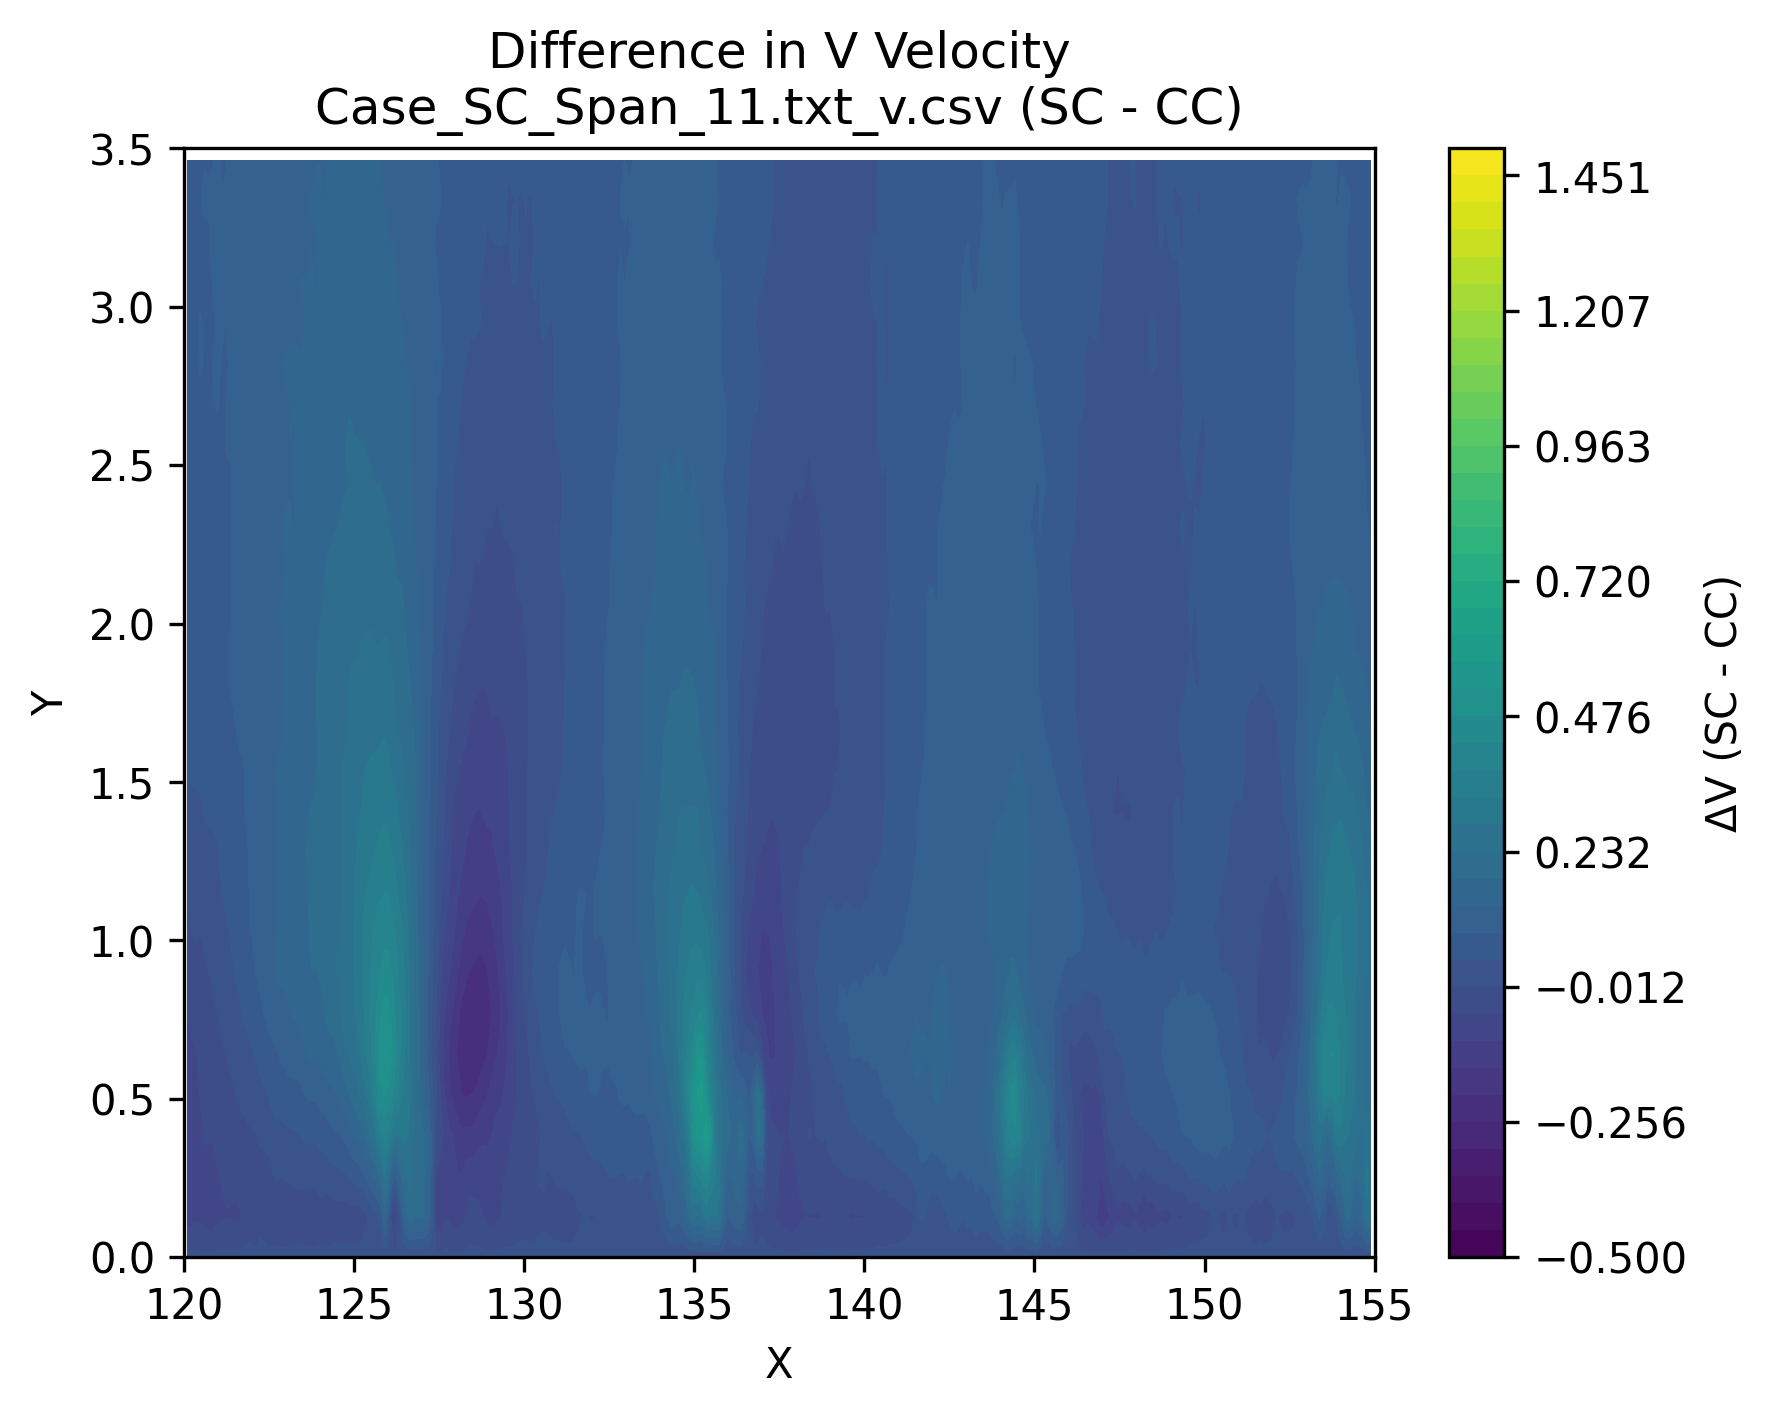 Difference in V Velocity
Case_SC_Span_11.txt_v.csv (SC - CC)
3.5
3.0
2.5
2.0
1.5
1.0
0.5
0.0
Y
120 125 130 135 140 145 150 155
X
1.451
1.207
0.963
0.720
0.476
0.232
−0.012
−0.256
−0.500
ΔV (SC - CC)